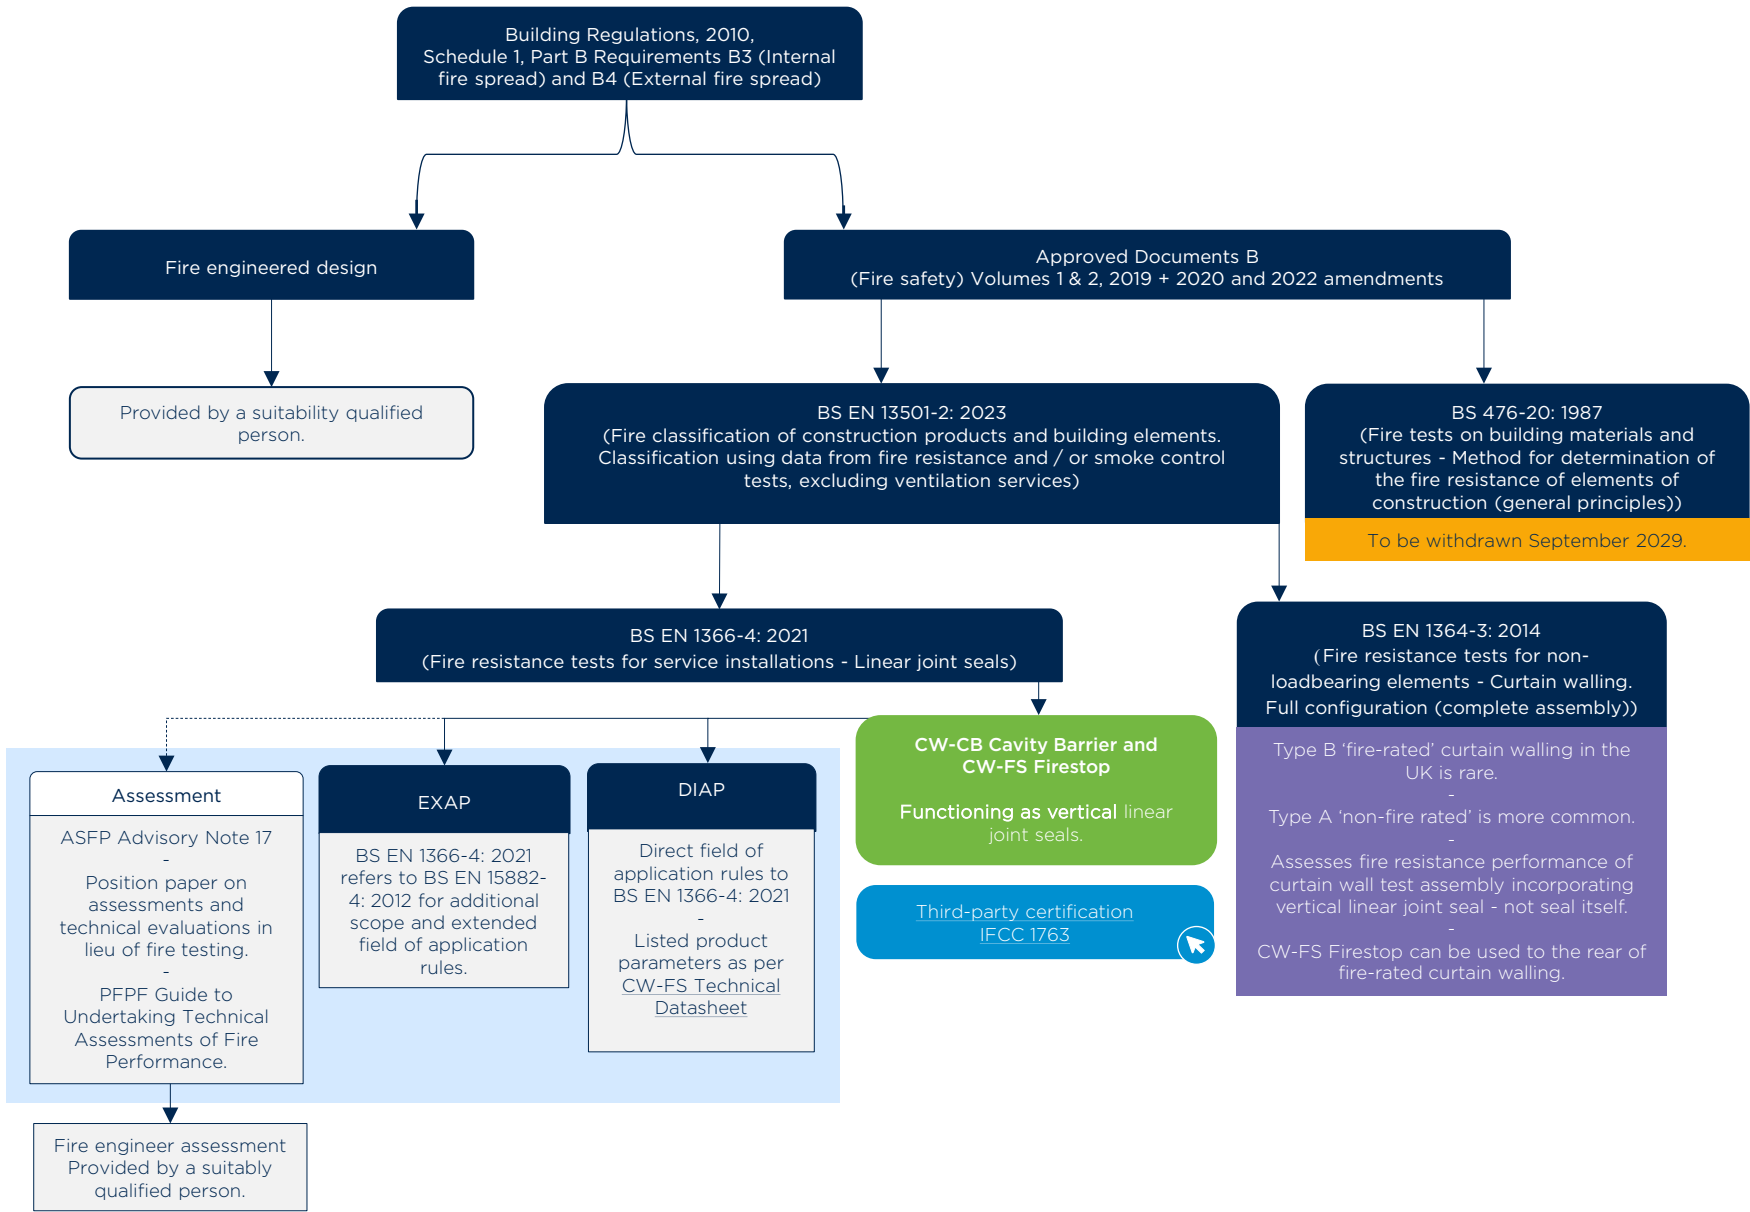 Building Regulations, 2010,
Schedule 1, Part B Requirements B3 (Internal
fire spread) and B4 (External fire spread)
Fire engineered design
Provided by a suitability qualified
person.
Approved Documents B
(Fire safety) Volumes 1 & 2, 2019 + 2020 and 2022 amendments
BS EN 13501-2: 2023
(Fire classification of construction products and building elements.
Classification using data from fire resistance and / or smoke control
tests, excluding ventilation services)
BS 476-20: 1987
(Fire tests on building materials and
structures - Method for determination of
the fire resistance of elements of
construction (general principles))
To be withdrawn September 2029.
BS EN 1366-4: 2021
(Fire resistance tests for service installations - Linear joint seals)
BS EN 1364-3: 2014
(Fire resistance tests for non-
loadbearing elements - Curtain walling.
Full configuration (complete assembly))
Type B ‘fire-rated’ curtain walling in the
UK is rare.
-
Type A ‘non-fire rated’ is more common.
-
Assesses fire resistance performance of
curtain wall test assembly incorporating
vertical linear joint seal - not seal itself.
-
CW-FS Firestop can be used to the rear of
fire-rated curtain walling.
Assessment
ASFP Advisory Note 17
-
Position paper on
assessments and
technical evaluations in
lieu of fire testing.
-
PFPF Guide to
Undertaking Technical
Assessments of Fire
Performance.
Fire engineer assessment
Provided by a suitably
qualified person.
EXAP
BS EN 1366-4: 2021
refers to BS EN 15882-
4: 2012 for additional
scope and extended
field of application
rules.
DIAP
Direct field of
application rules to
BS EN 1366-4: 2021
-
Listed product
parameters as per
CW-FS Technical
Datasheet
CW-CB Cavity Barrier and
CW-FS Firestop
Functioning as vertical linear
joint seals.
Third-party certification
IFCC 1763